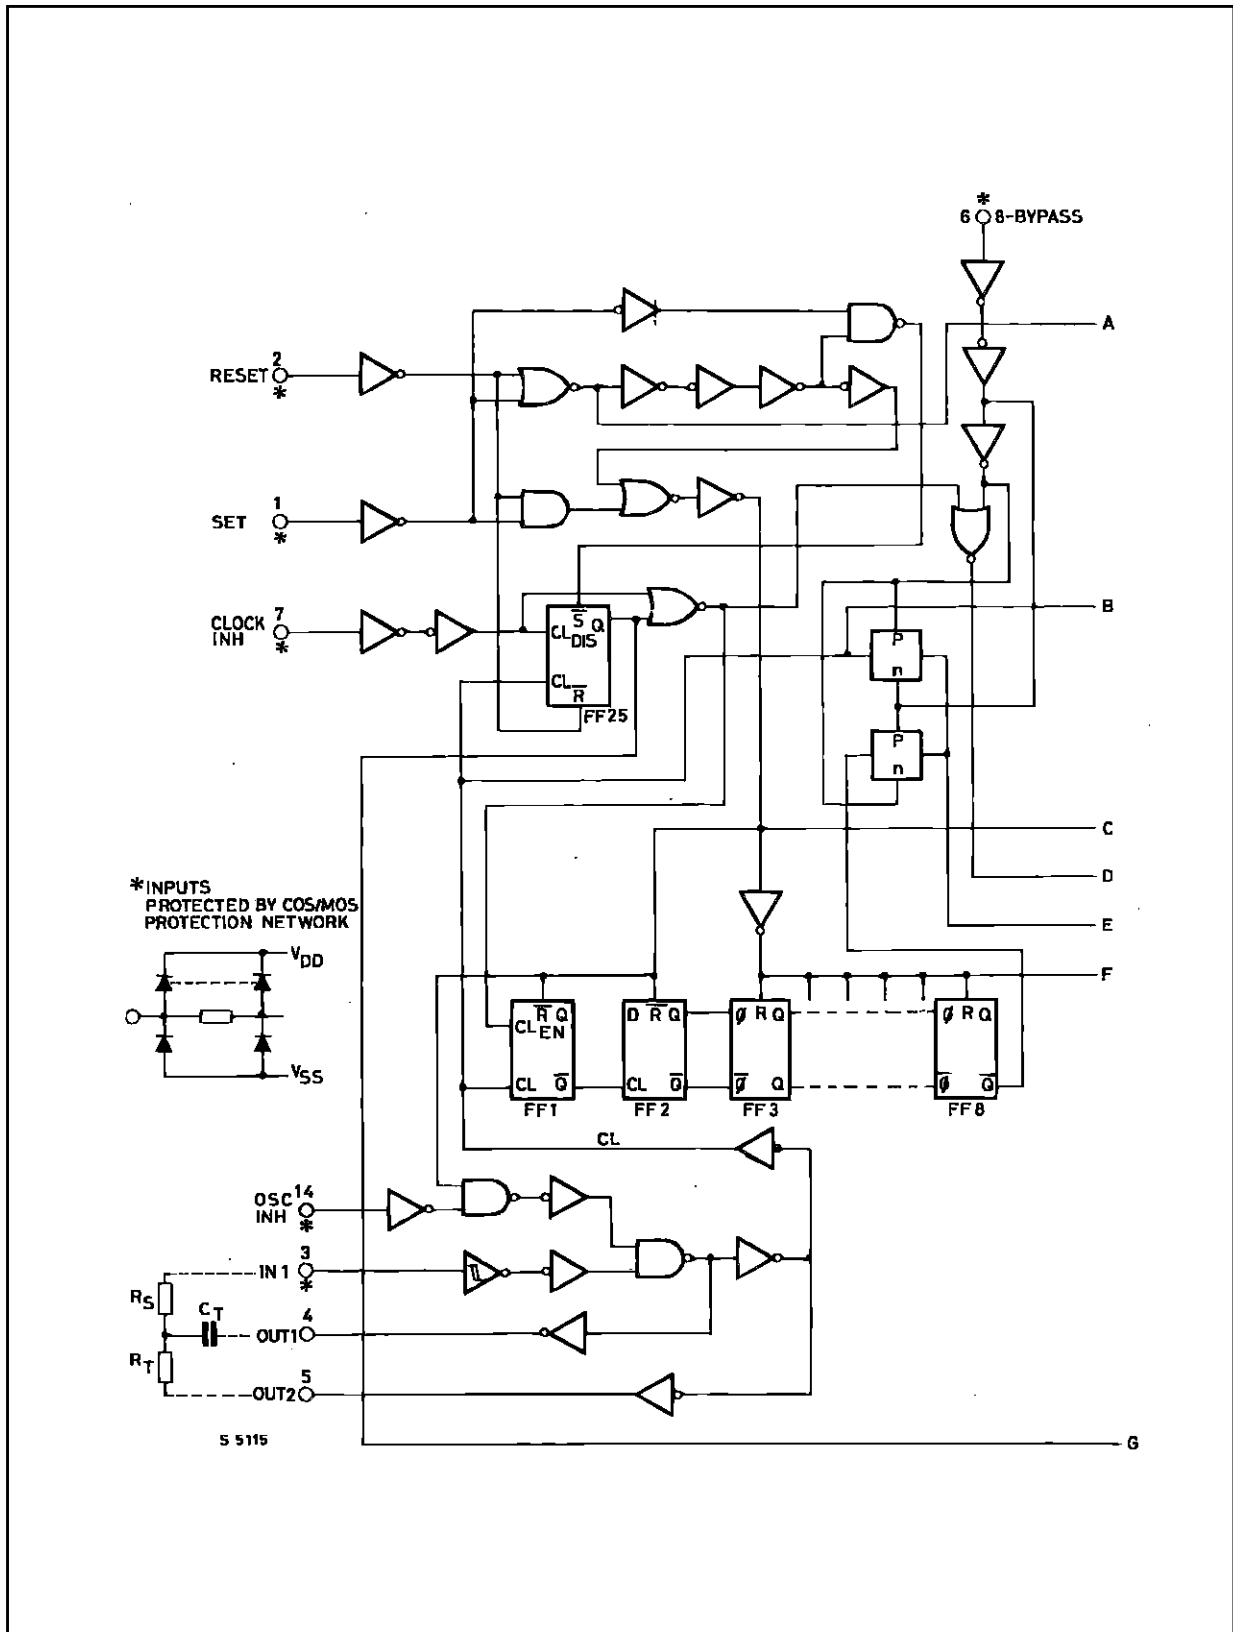 *
6 8-BYPASS
A
2
RESET
*
1
SET
*
B
7
CLOCK
INH
*
S̅ Q
CL DIS
CL R̅
FF25
P
n
P
n
C
D
E
F
*INPUTS
PROTECTED BY COS/MOS
PROTECTION NETWORK
VDD
VSS
R̅ Q
CL EN
CL Q̅
FF1
D R̅ Q
CL Q̅
FF2
ø R Q
ø̅ Q
FF3
ø R Q
ø̅ Q̅
FF8
CL
OSC 14
INH
*
3
IN 1
*
RS
CT
4
OUT1
RT
5
OUT2
S 5115
G